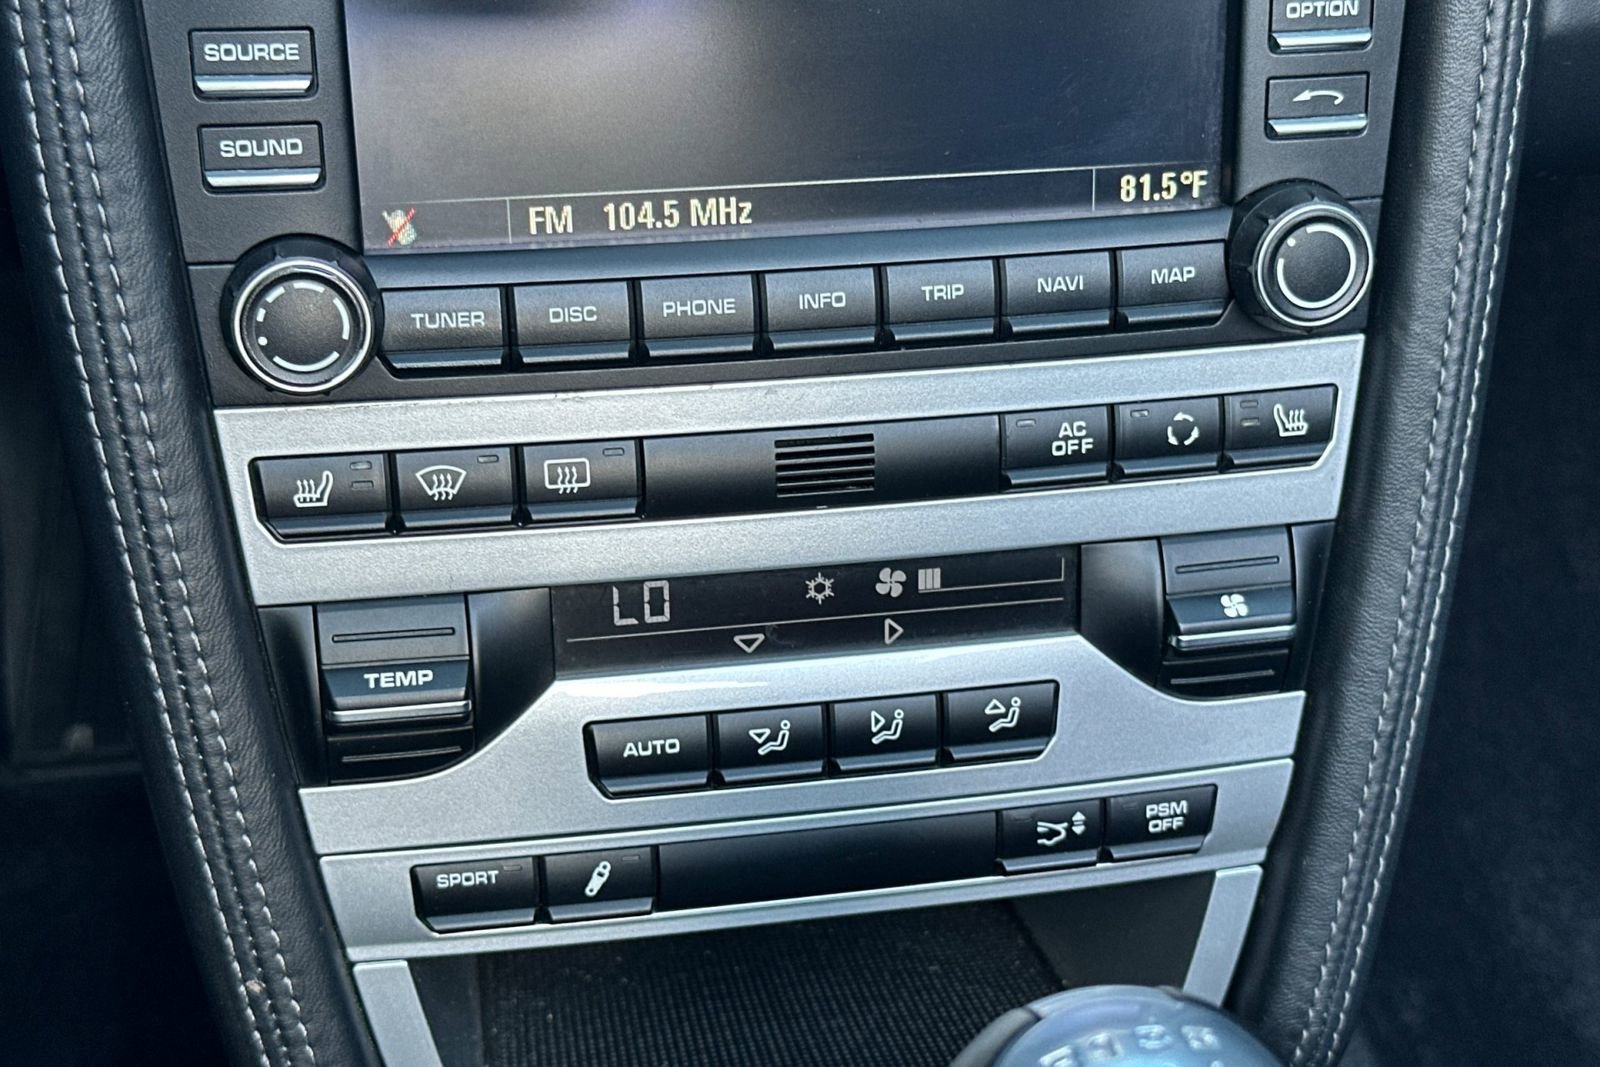 SOURCE
OPTION
SOUND
FM 104.5 MHz
81.5°F
TUNER DISC PHONE INFO TRIP NAVI MAP
AC
OFF
LO
TEMP
AUTO
SPORT
PSM
OFF